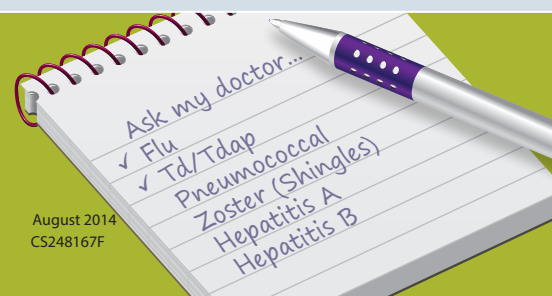 Ask my doctor...
✓ Flu
✓ Td/Tdap
Pneumococcal
Zoster (Shingles)
Hepatitis A
Hepatitis B
August 2014
CS248167F